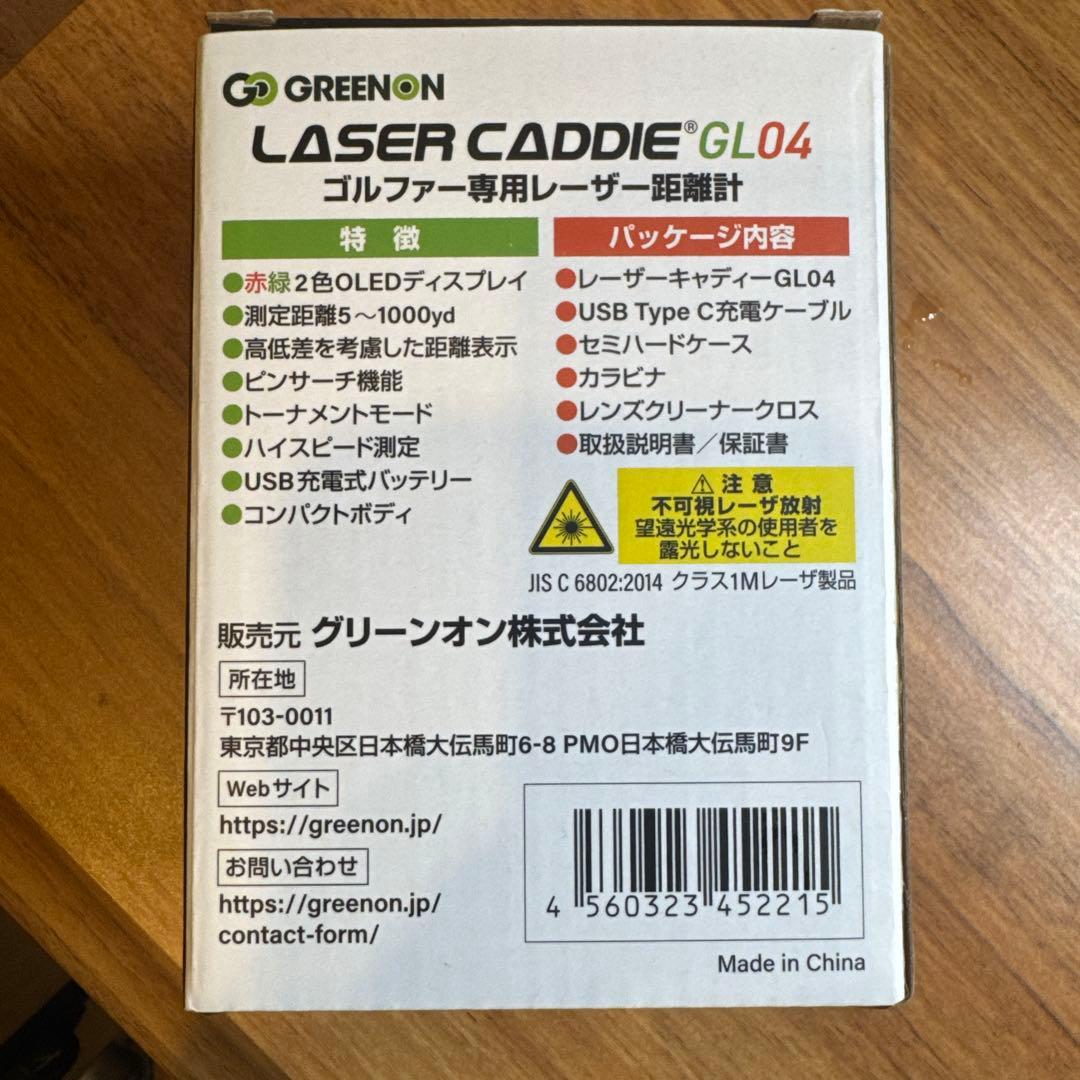 GO GREENON
LASER CADDIE® GL04
ゴルファー専用レーザー距離計
特 徴
●赤緑2色OLEDディスプレイ
●測定距離5～1000yd
●高低差を考慮した距離表示
●ピンサーチ機能
●トーナメントモード
●ハイスピード測定
●USB充電式バッテリー
●コンパクトボディ
パッケージ内容
●レーザーキャディーGL04
●USB Type C充電ケーブル
●セミハードケース
●カラビナ
●レンズクリーナークロス
●取扱説明書／保証書
⚠注 意
不可視レーザ放射
望遠光学系の使用者を
露光しないこと
JIS C 6802:2014 クラス1Mレーザ製品
販売元 グリーンオン株式会社
所在地
〒103-0011
東京都中央区日本橋大伝馬町6-8 PMO日本橋大伝馬町9F
Webサイト
https://greenon.jp/
お問い合わせ
https://greenon.jp/
contact-form/
4 560323 452215
Made in China